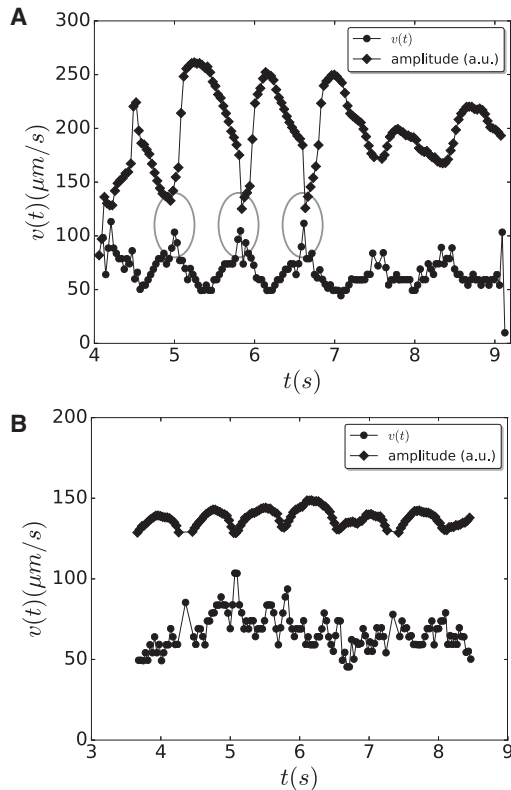 A
300
250
200
150
100
50
0
v(t)(μm/s)
v(t)
amplitude (a.u.)
4 5 6 7 8 9
t(s)
B
200
150
100
50
0
v(t)(μm/s)
v(t)
amplitude (a.u.)
3 4 5 6 7 8 9
t(s)